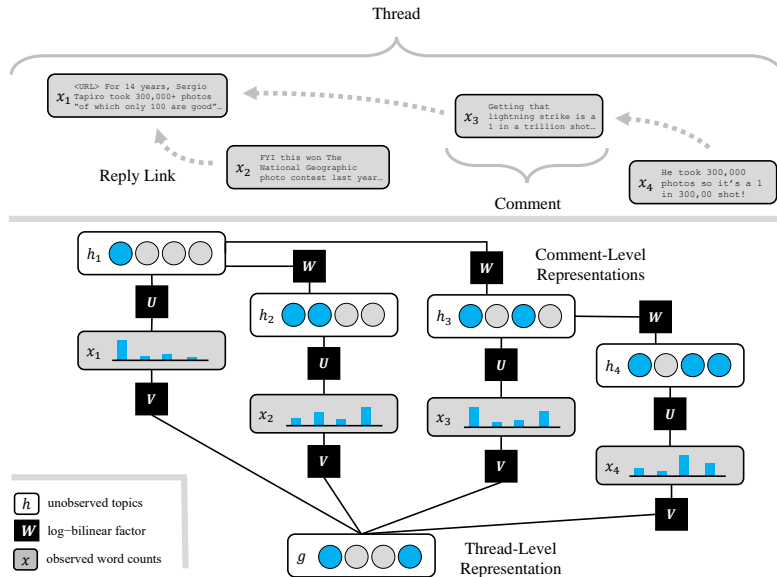 Thread
x1
<URL> For 14 years, Sergio
Tapiro took 300,000+ photos
"of which only 100 are good"…
x3
Getting that
lightning strike is a
1 in a trillion shot…
Reply Link
x2
FYI this won The
National Geographic
photo contest last year…
Comment
x4
He took 300,000
photos so it's a 1
in 300,00 shot!
h1
W
W
Comment-Level
Representations
U
h2
h3
W
x1
U
U
h4
V
x2
x3
U
V
V
x4
h unobserved topics
W log−bilinear factor
x observed word counts
V
g
Thread-Level
Representation